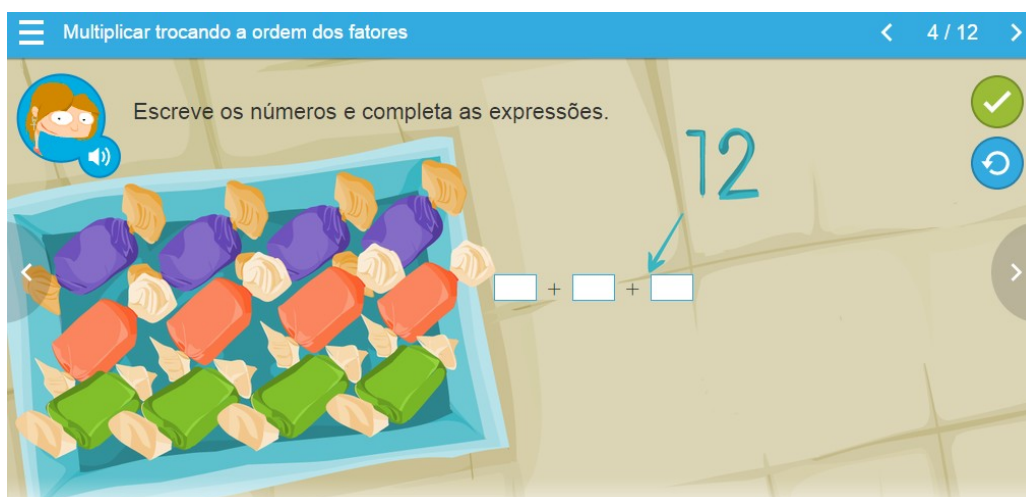 Multiplicar trocando a ordem dos fatores
4 / 12
Escreve os números e completa as expressões.
12
+ +